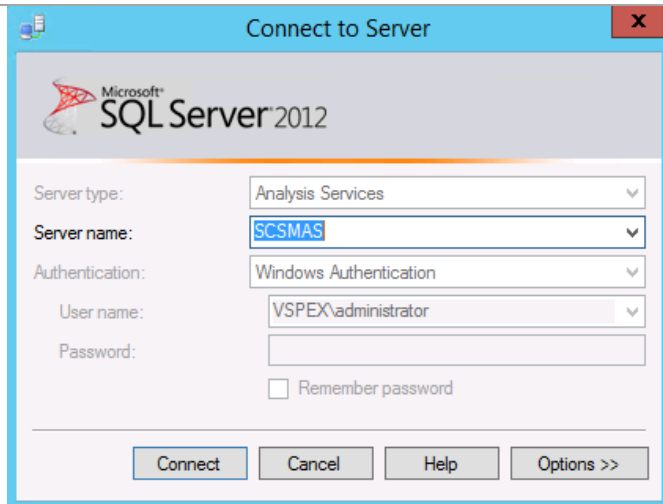 Connect to Server
x
Microsoft®
SQL Server® 2012
Server type: Analysis Services
Server name: SCSMAS
Authentication: Windows Authentication
User name: VSPEX\administrator
Password:
Remember password
Connect Cancel Help Options >>